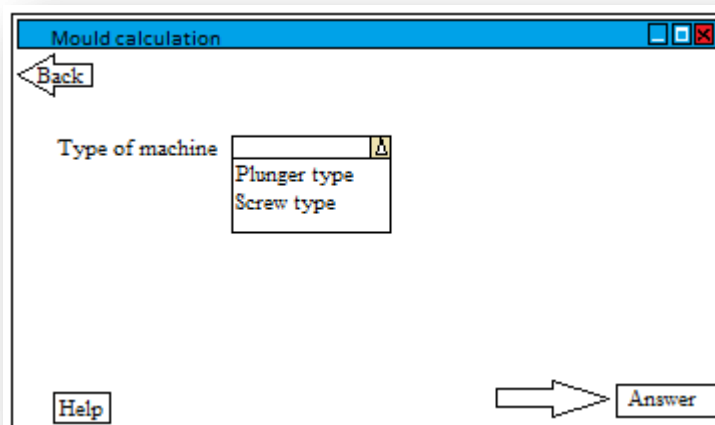 Mould calculation
Back
Type of machine
Plunger type
Screw type
Help
Answer